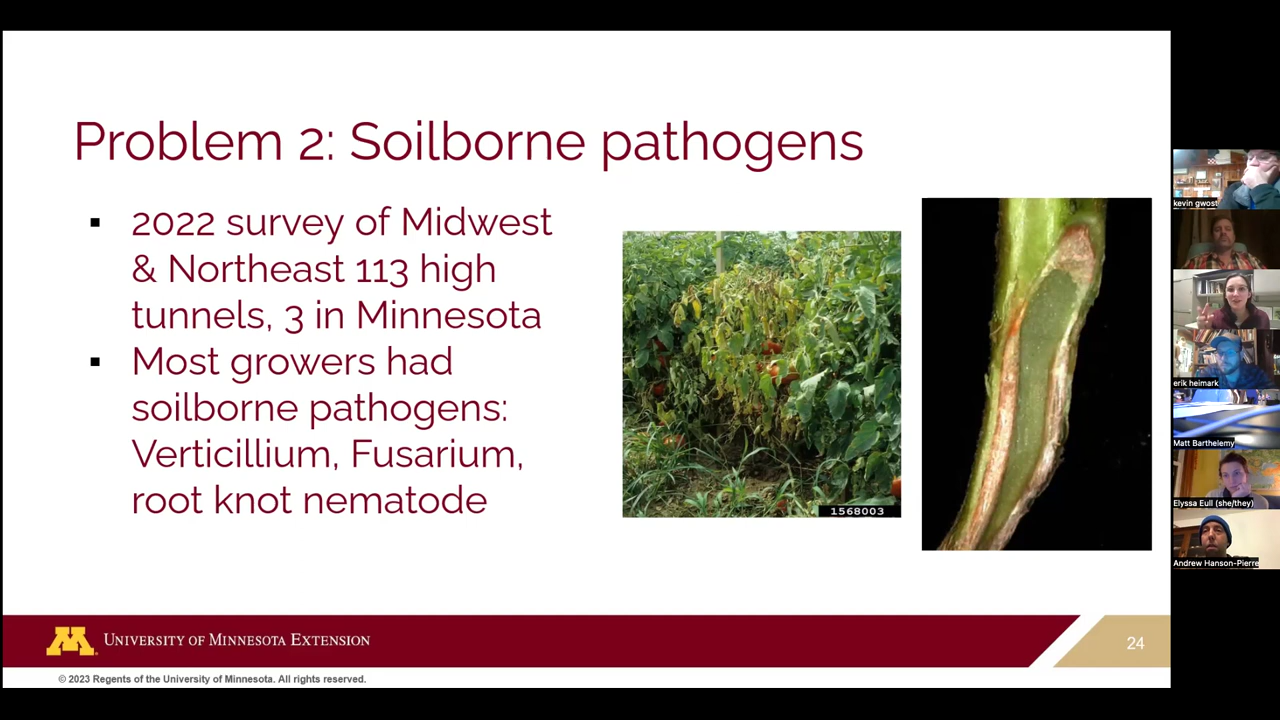 Problem 2: Soilborne pathogens
▪ 2022 survey of Midwest
& Northeast 113 high
tunnels, 3 in Minnesota
▪ Most growers had
soilborne pathogens:
Verticillium, Fusarium,
root knot nematode
1568003
UNIVERSITY OF MINNESOTA EXTENSION
24
© 2023 Regents of the University of Minnesota. All rights reserved.
kevin gwost
erik heimark
Matt Barthelemy
Elyssa Eull (she/they)
Andrew Hanson-Pierre